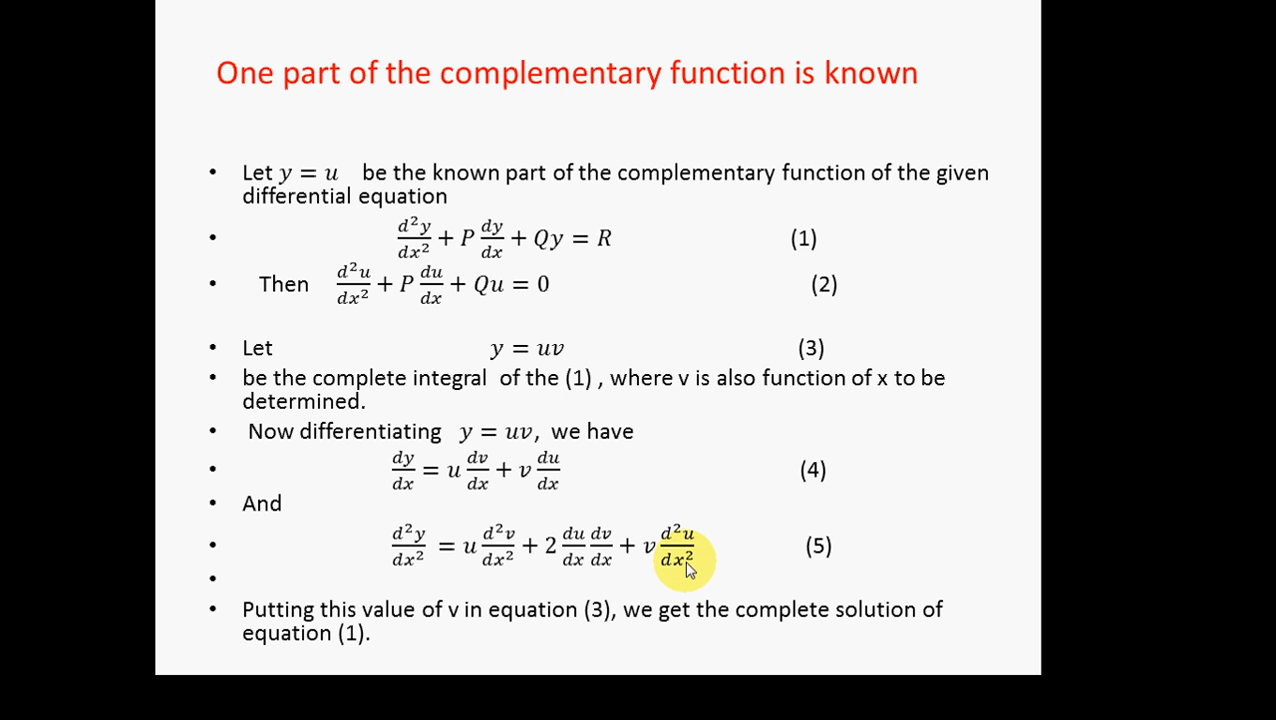 One part of the complementary function is known
• Let 𝑦 = 𝑢 be the known part of the complementary function of the given
differential equation
• d²y/dx² + P dy/dx + Qy = R (1)
• Then d²u/dx² + P du/dx + Qu = 0 (2)
• Let y = uv (3)
• be the complete integral of the (1) , where v is also function of x to be
determined.
• Now differentiating y = uv, we have
• dy/dx = u dv/dx + v du/dx (4)
• And
• d²y/dx² = u d²v/dx² + 2 du/dx dv/dx + v d²u/dx² (5)
•
• Putting this value of v in equation (3), we get the complete solution of
equation (1).